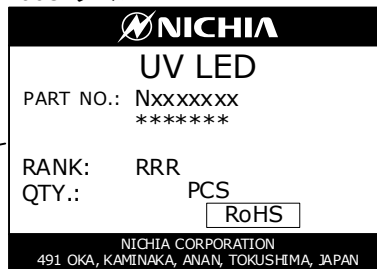 NICHIA
UV LED
PART NO.: Nxxxxxxx
*******
RANK: RRR
QTY.: PCS
RoHS
NICHIA CORPORATION
491 OKA, KAMINAKA, ANAN, TOKUSHIMA, JAPAN